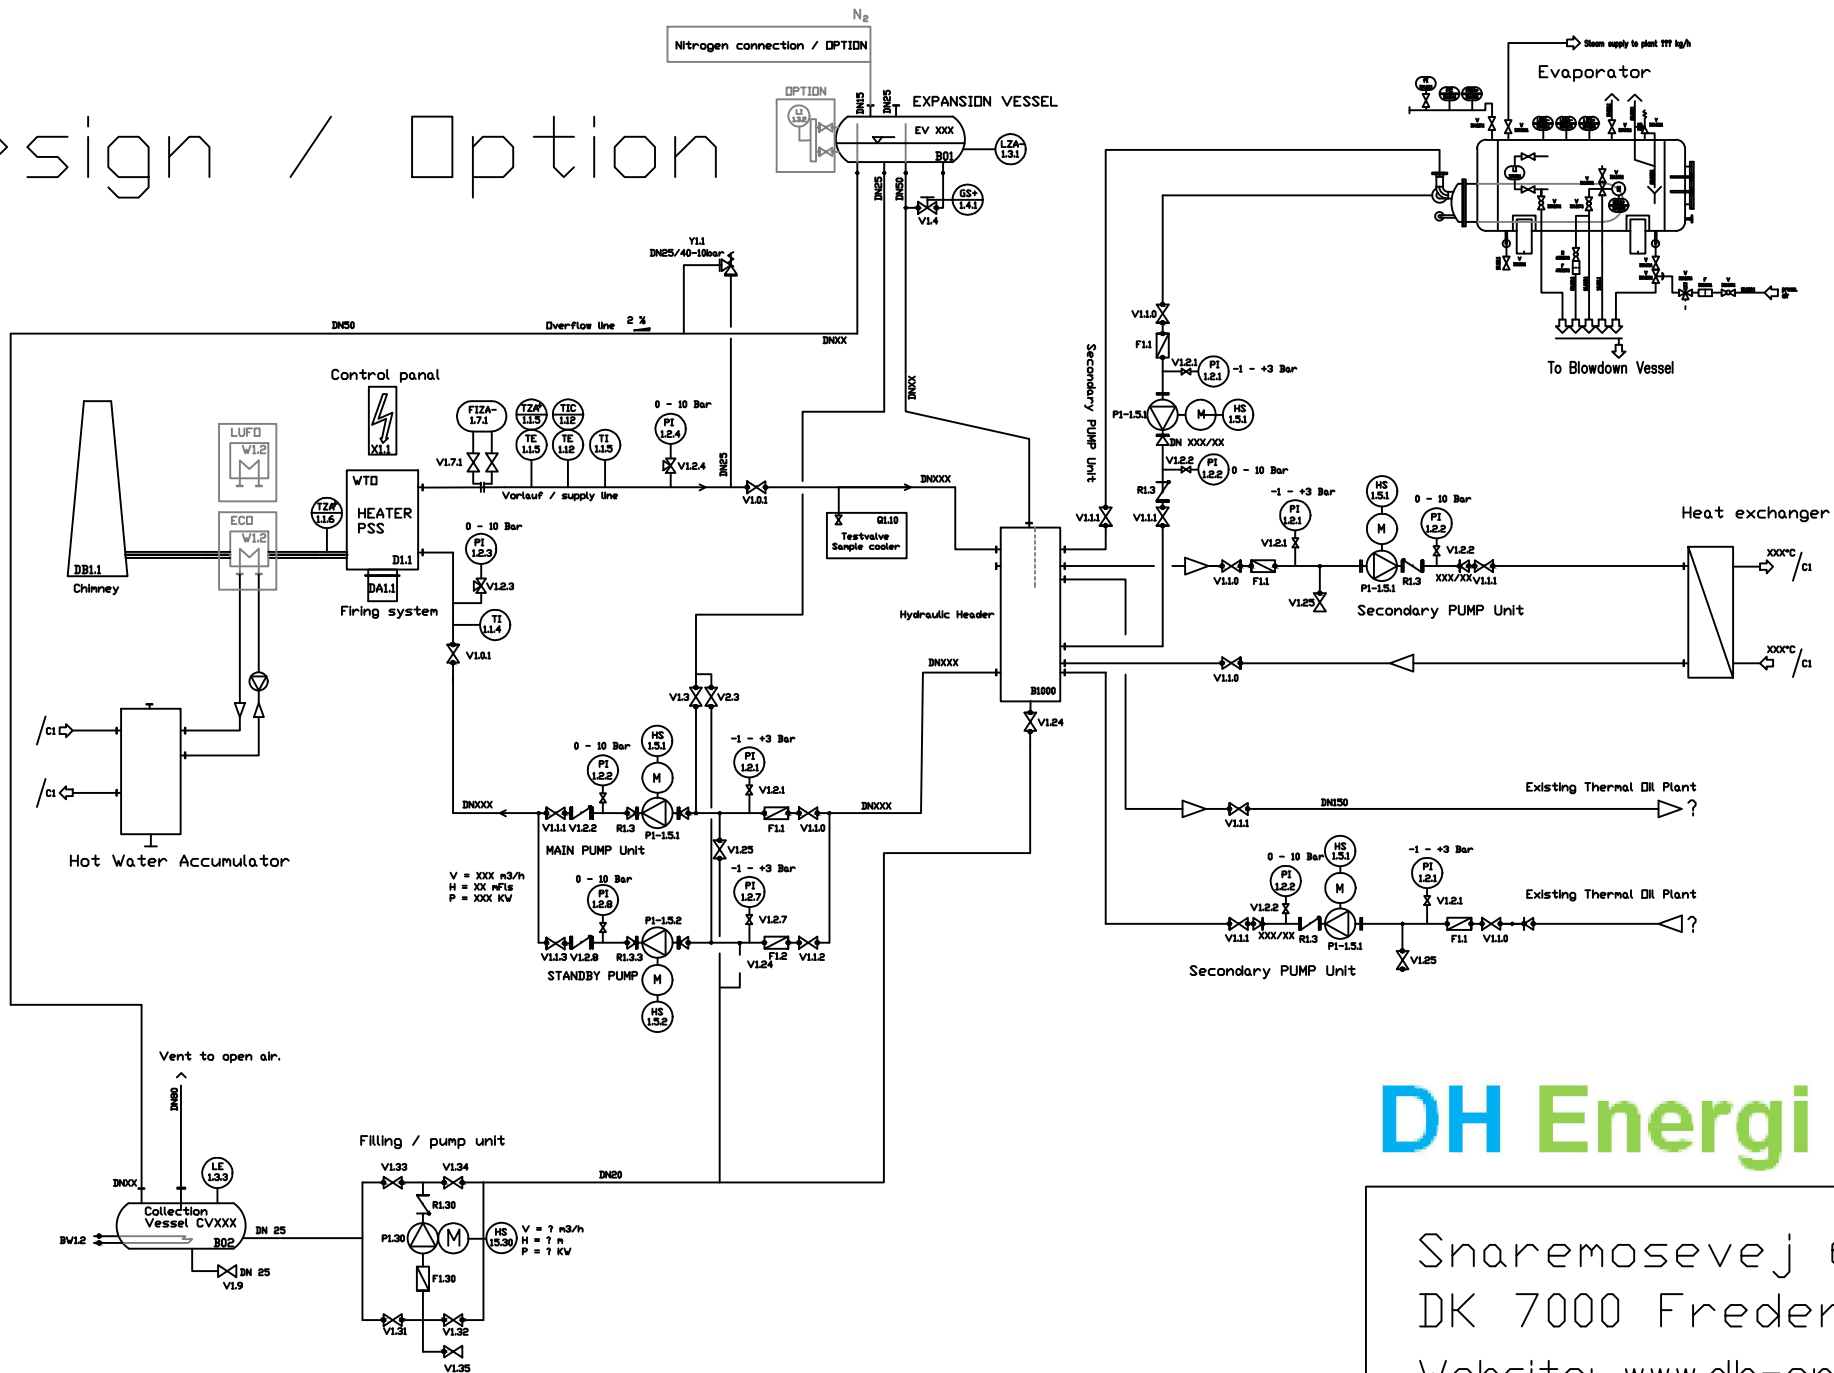 sign / Option
N2
Nitrogen connection / OPTION
OPTION
LI
1.3.2
DN15
DN25
EXPANSION VESSEL
EV XXX
B01
LZA-
1.3.1
DN25
DN50
GS+
1.4.1
V1.4
Y1.1
DN25/40-10bar
DN50
Overflow line
2 %
DNXX
DNXX
Steam supply to plant ??? kg/h
Evaporator
To Blowdown Vessel
Control panal
X1.1
LUFO
W1.2
ECO
W1.2
DB1.1
Chimney
TZA+
1.1.6
WTO
HEATER
PSS
D1.1
DA1.1
Firing system
FIZA-
1.7.1
V1.7.1
TZA+
1.1.5
TE
1.1.5
TIC
1.12
TE
1.12
TI
1.1.5
Vorlauf / supply line
0 - 10 Bar
PI
1.2.4
V1.2.4
DN25
V1.0.1
DNXXX
Q1.10
Testvalve
Sample cooler
0 - 10 Bar
PI
1.2.3
V1.2.3
TI
1.1.4
V1.0.1
Secondary PUMP Unit
V1.1.0
F1.1
V1.2.1
PI
1.2.1
-1 - +3 Bar
P1-1.5.1
M
HS
1.5.1
DN XXX/XX
V1.2.2
PI
1.2.2
0 - 10 Bar
R1.3
V1.1.1
V1.1.1
Hydraulic Header
B1000
V1.24
DNXXX
-1 - +3 Bar
PI
1.2.1
V1.2.1
V1.1.0
F1.1
V1.25
HS
1.5.1
M
P1-1.5.1
R1.3
0 - 10 Bar
PI
1.2.2
V1.2.2
XXX/XX
V1.1.1
Secondary PUMP Unit
V1.1.0
Heat exchanger
XXX°C
/C1
XXX°C
/C1
/C1
/C1
Hot Water Accumulator
V1.3
V2.3
DNXXX
0 - 10 Bar
PI
1.2.2
HS
1.5.1
M
-1 - +3 Bar
PI
1.2.1
V1.2.1
DNXXX
V1.1.1
V1.2.2
R1.3
P1-1.5.1
F1.1
V1.1.0
MAIN PUMP Unit
V1.25
V = XXX m3/h
H = XX mFls
P = XXX KW
0 - 10 Bar
PI
1.2.8
P1-1.5.2
-1 - +3 Bar
PI
1.2.7
V1.2.7
V1.1.3
V1.2.8
R1.3.3
V1.24
F1.2
V1.1.2
STANDBY PUMP
M
HS
1.5.2
Existing Thermal Oil Plant
V1.1.1
DN150
?
0 - 10 Bar
PI
1.2.2
V1.2.2
HS
1.5.1
M
-1 - +3 Bar
PI
1.2.1
V1.2.1
Existing Thermal Oil Plant
V1.1.1
XXX/XX
R1.3
P1-1.5.1
F1.1
V1.1.0
?
V1.25
Secondary PUMP Unit
Vent to open air.
DN80
DNXX
LE
1.3.3
Collection
Vessel CVXXX
B02
BW1.2
DN 25
DN 25
V1.9
Filling / pump unit
V1.33
V1.34
DN20
R1.30
P1.30
M
HS
15.30
V = ? m3/h
H = ? m
P = ? KW
F1.30
V1.31
V1.32
V1.35
DH Energi
Snaremosevej
DK 7000 Freder